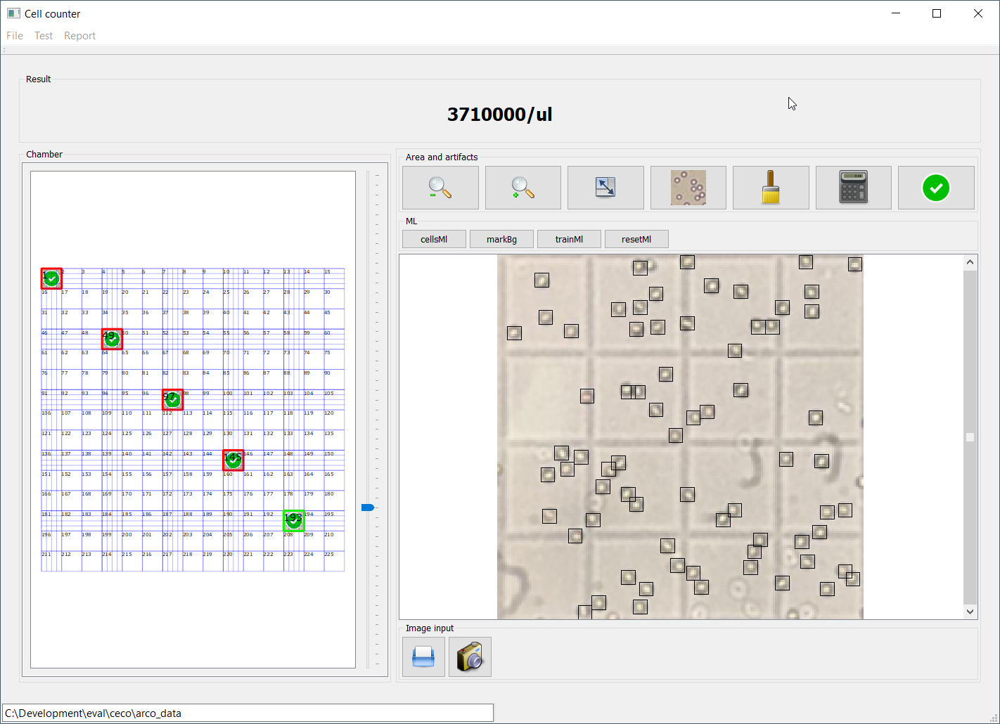 Cell counter
File Test Report
Result
3710000/ul
Chamber
Area and artifacts
ML
cellsMl markBg trainMl resetMl
1 2 3 4 5 6 7 8 9 10 11 12 13 14 15
16 17 18 19 20 21 22 23 24 25 26 27 28 29 30
31 32 33 34 35 36 37 38 39 40 41 42 43 44 45
46 47 48 49 50 51 52 53 54 55 56 57 58 59 60
61 62 63 64 65 66 67 68 69 70 71 72 73 74 75
76 77 78 79 80 81 82 83 84 85 86 87 88 89 90
91 92 93 94 95 96 97 98 99 100 101 102 103 104 105
106 107 108 109 110 111 112 113 114 115 116 117 118 119 120
121 122 123 124 125 126 127 128 129 130 131 132 133 134 135
136 137 138 139 140 141 142 143 144 145 146 147 148 149 150
151 152 153 154 155 156 157 158 159 160 161 162 163 164 165
166 167 168 169 170 171 172 173 174 175 176 177 178 179 180
181 182 183 184 185 186 187 188 189 190 191 192 193 194 195
196 197 198 199 200 201 202 203 204 205 206 207 208 209 210
211 212 213 214 215 216 217 218 219 220 221 222 223 224 225
Image input
C:\Development\eval\ceco\arco_data